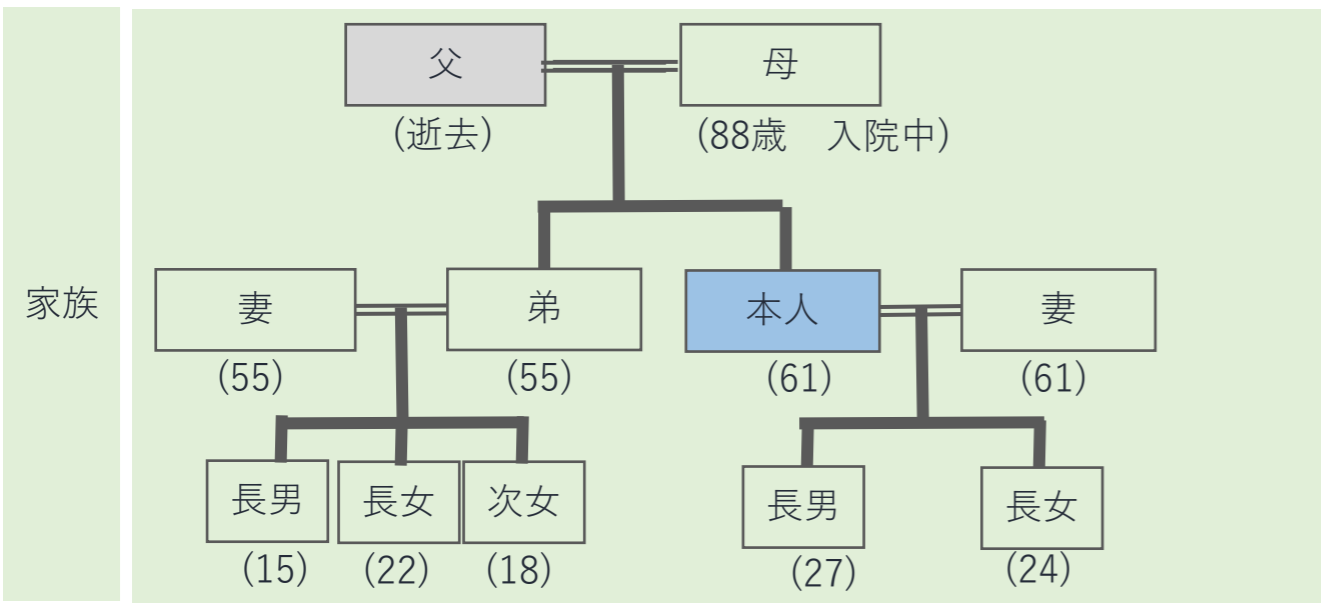 家族
父
母
(逝去)
(88歳　入院中)
妻
弟
本人
妻
(55)
(55)
(61)
(61)
長男
長女
次女
長男
長女
(15)
(22)
(18)
(27)
(24)